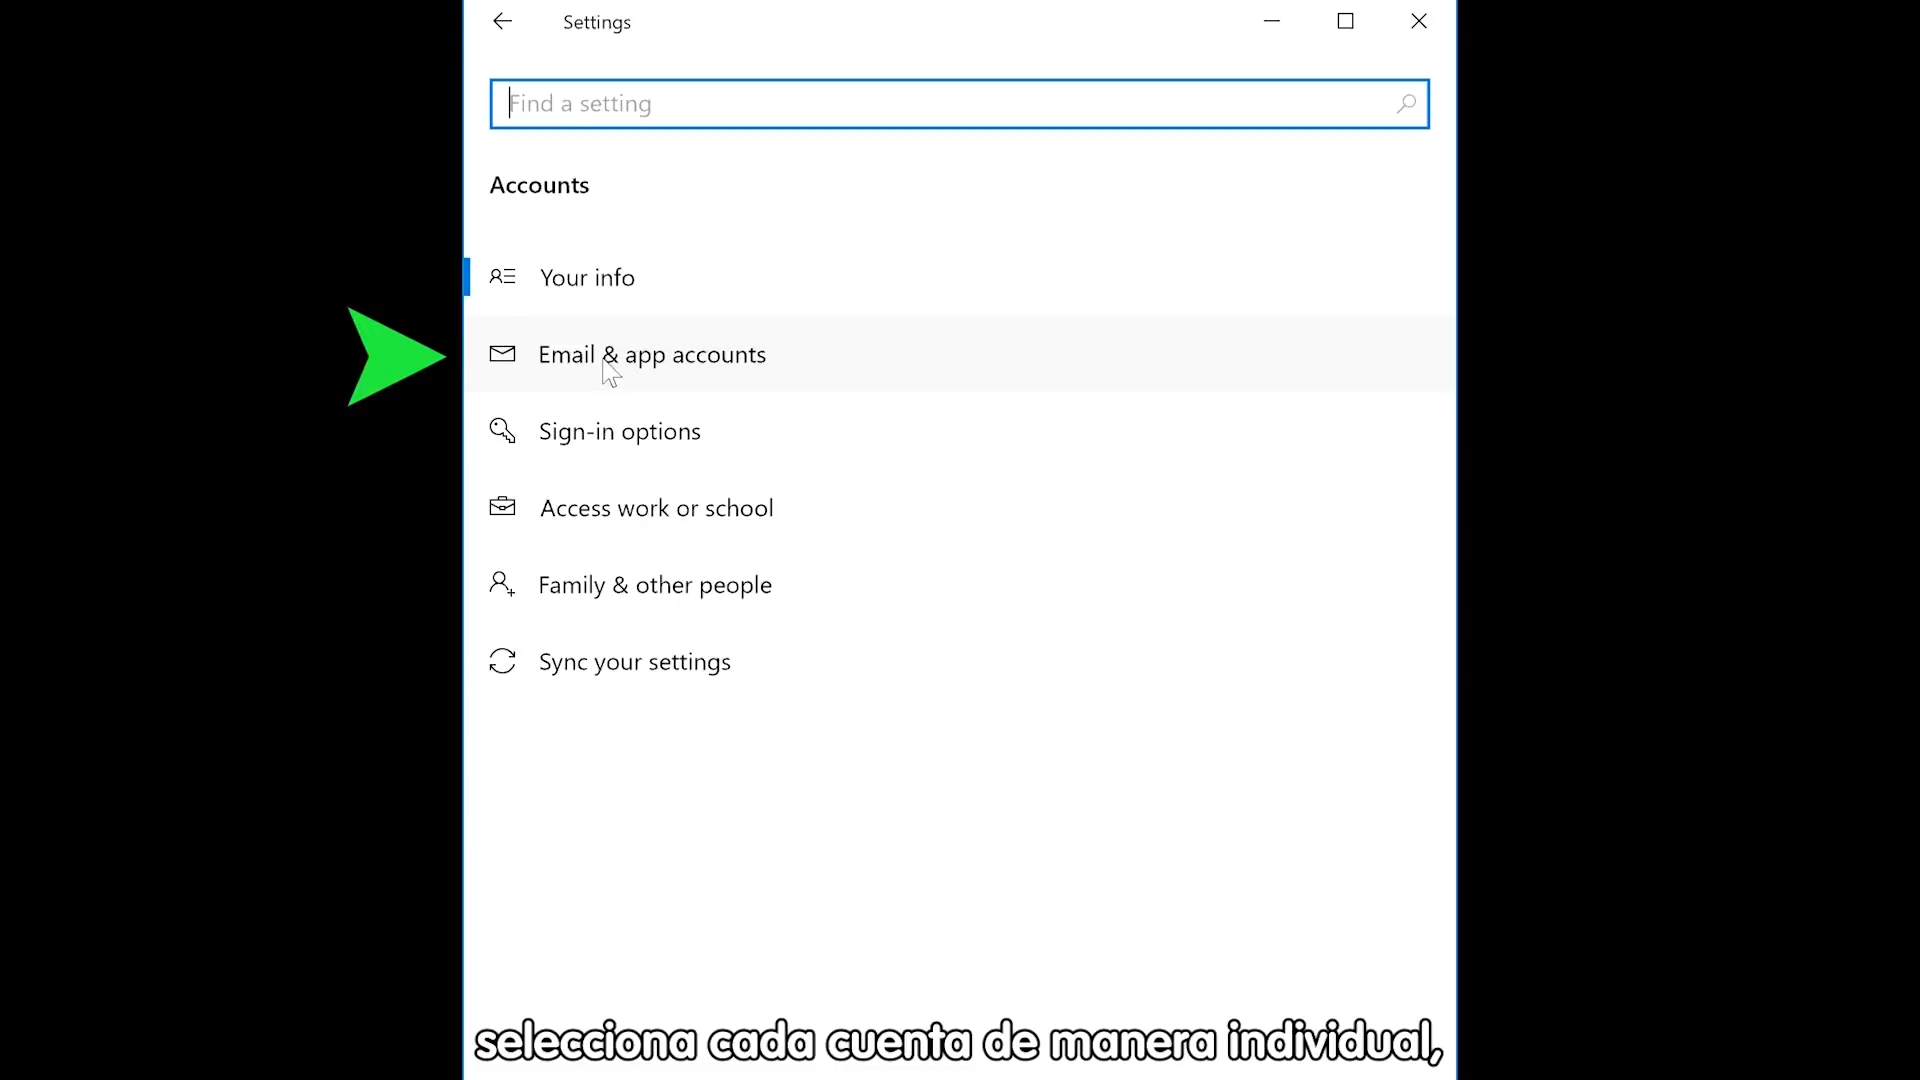 Settings
Find a setting
Accounts
Your info
Email & app accounts
Sign-in options
Access work or school
Family & other people
Sync your settings
selecciona cada cuenta de manera individual,